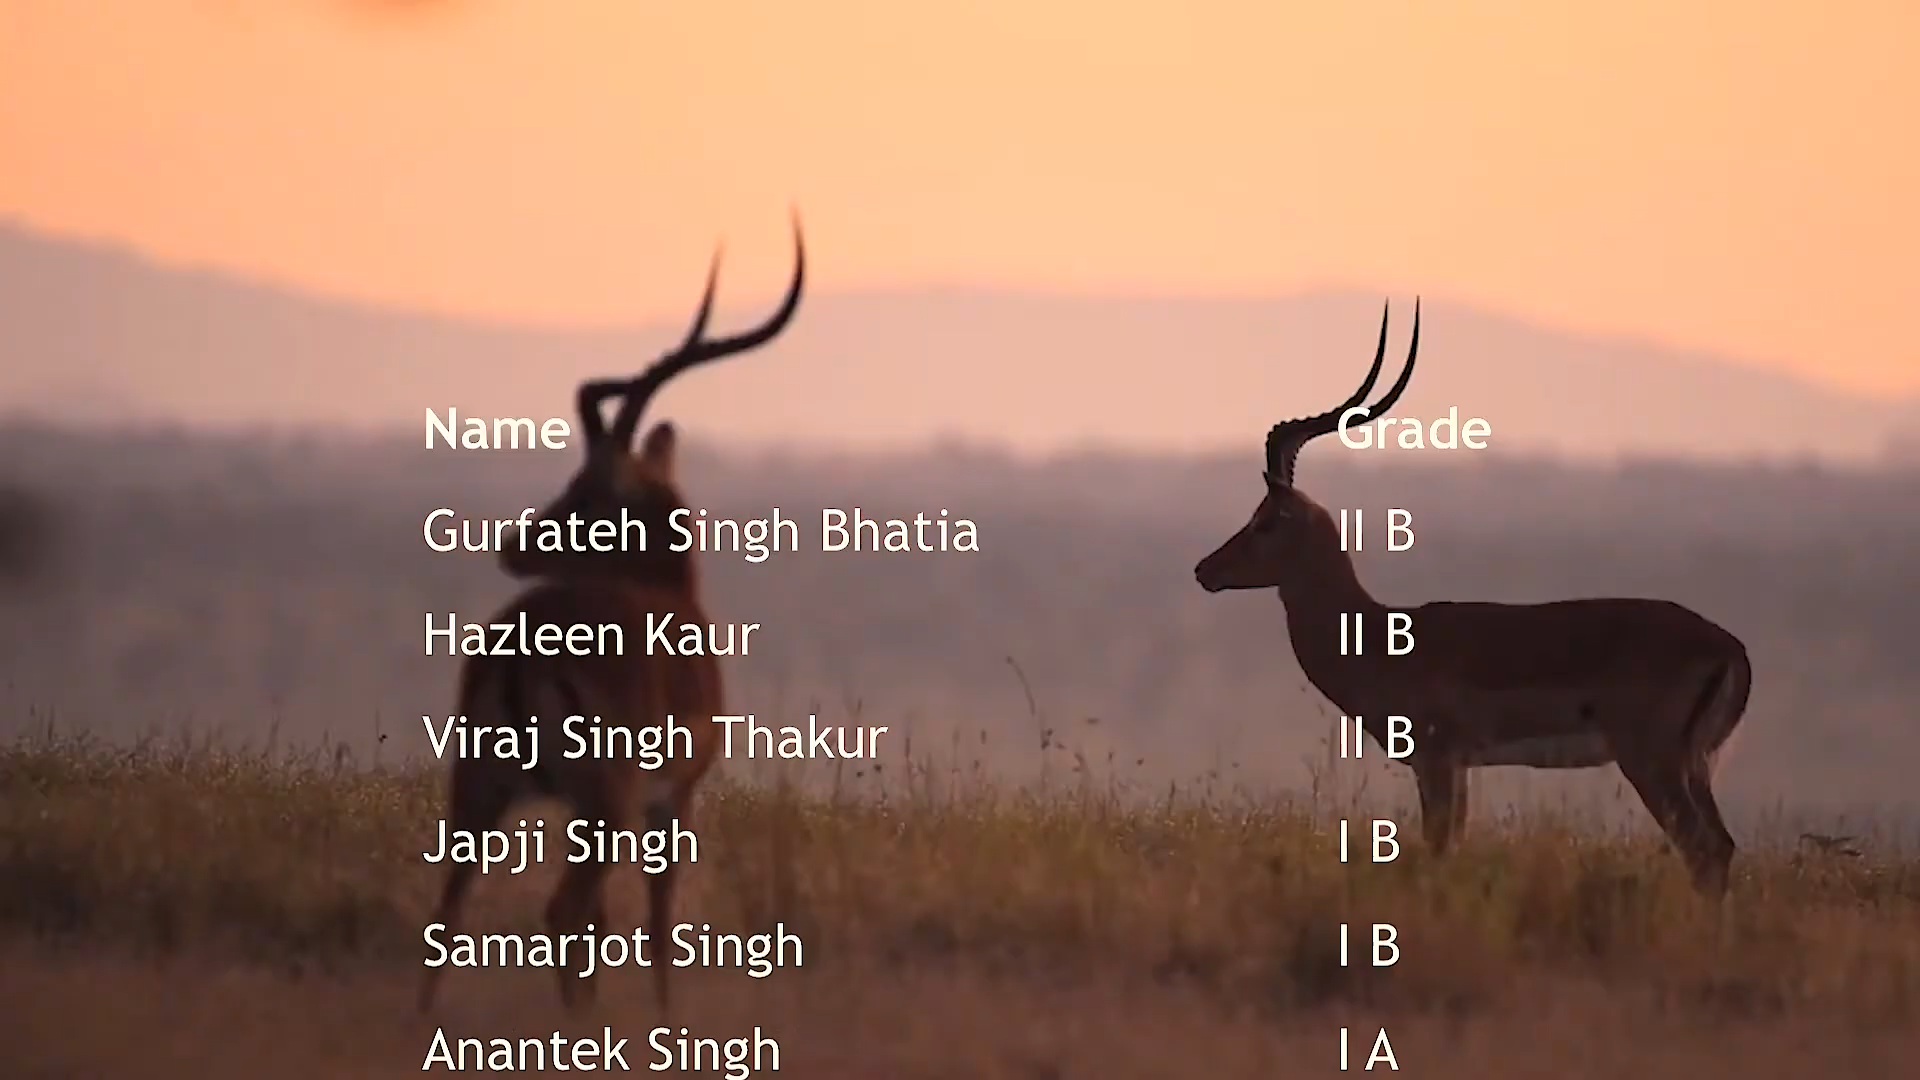 Name Grade
Gurfateh Singh Bhatia II B
Hazleen Kaur II B
Viraj Singh Thakur II B
Japji Singh I B
Samarjot Singh I B
Anantek Singh I A